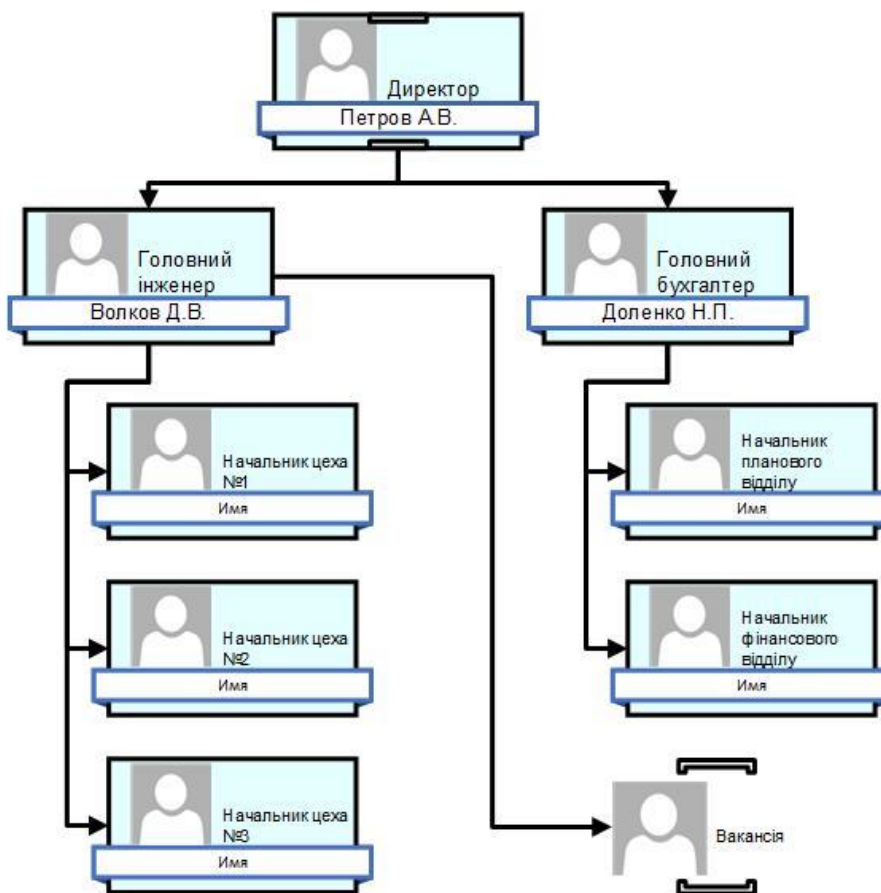 Директор
Петров А.В.
Головний
інженер
Волков Д.В.
Головний
бухгалтер
Доленко Н.П.
Начальник цеха
№1
Имя
Начальник
планового
відділу
Имя
Начальник цеха
№2
Имя
Начальник
фінансового
відділу
Имя
Начальник цеха
№3
Имя
Вакансія